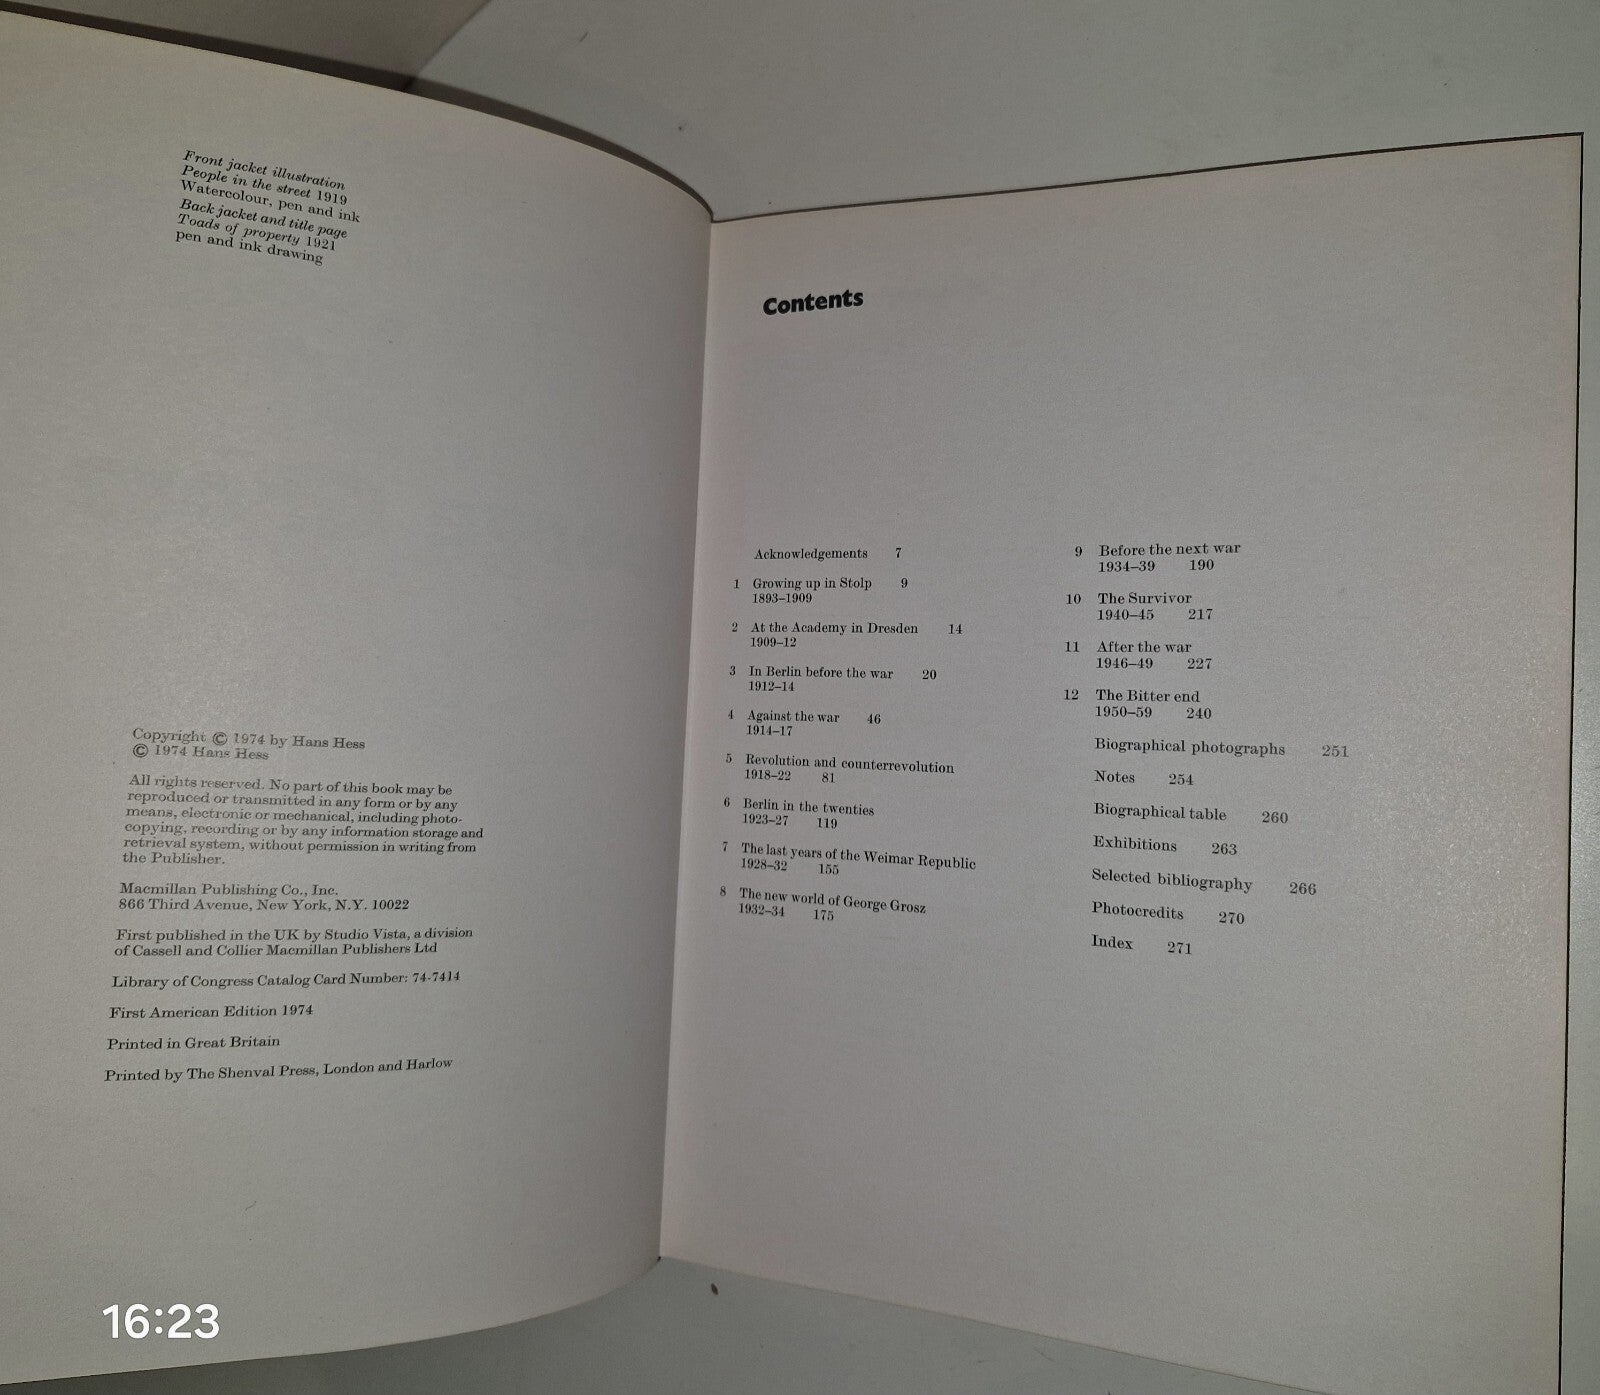 Front jacket illustration
People in the street 1919
Watercolour, pen and ink
Back jacket and title page
Toads of property 1921
pen and ink drawing
Copyright © 1974 by Hans Hess
© 1974 Hans Hess
All rights reserved. No part of this book may be
reproduced or transmitted in any form or by any
means, electronic or mechanical, including photo-
copying, recording or by any information storage and
retrieval system, without permission in writing from
the Publisher.
Macmillan Publishing Co., Inc.
866 Third Avenue, New York, N.Y. 10022
First published in the UK by Studio Vista, a division
of Cassell and Collier Macmillan Publishers Ltd
Library of Congress Catalog Card Number: 74-7414
First American Edition 1974
Printed in Great Britain
Printed by The Shenval Press, London and Harlow
Contents
Acknowledgements 7
1 Growing up in Stolp 9
1893–1909
2 At the Academy in Dresden 14
1909–12
3 In Berlin before the war 20
1912–14
4 Against the war 46
1914–17
5 Revolution and counterrevolution
1918–22 81
6 Berlin in the twenties
1923–27 119
7 The last years of the Weimar Republic
1928–32 155
8 The new world of George Grosz
1932–34 175
9 Before the next war
1934–39 190
10 The Survivor
1940–45 217
11 After the war
1946–49 227
12 The Bitter end
1950–59 240
Biographical photographs 251
Notes 254
Biographical table 260
Exhibitions 263
Selected bibliography 266
Photocredits 270
Index 271
16:23